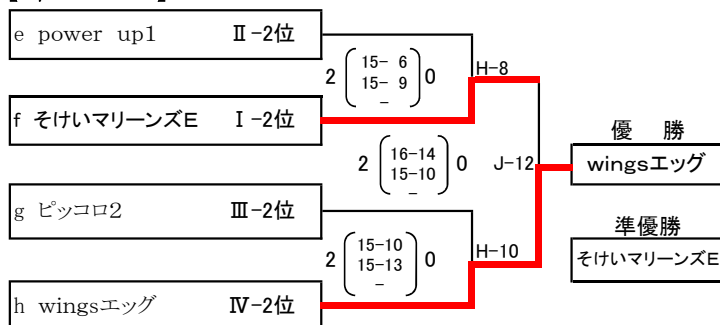 e power up1 Ⅱ-2位
2 15- 6 0
15- 9
-
H-8
f そけいマリーンズE Ⅰ-2位
2 16-14 0
15-10
-
J-12
優 勝
wingsエッグ
g ピッコロ2 Ⅲ-2位
準優勝
そけいマリーンズE
2 15-10 0
15-13
-
H-10
h wingsエッグ Ⅳ-2位